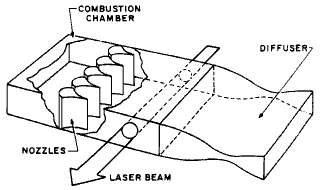 COMBUSTION
CHAMBER
DIFFUSER
NOZZLES
LASER BEAM